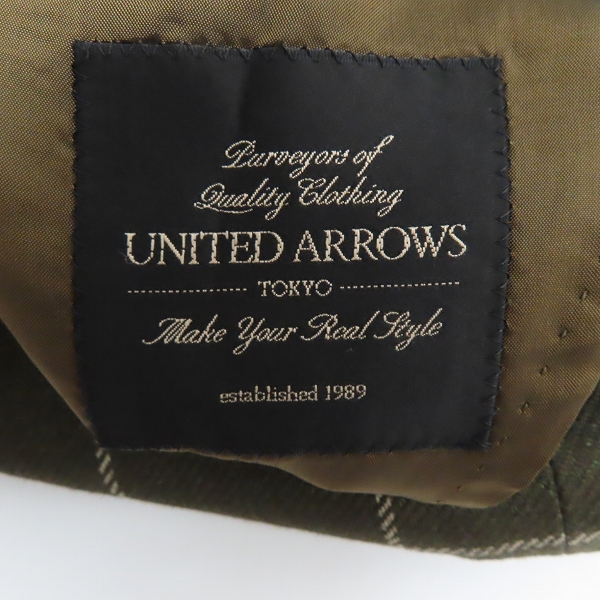 Purveyors of
Quality Clothing
UNITED ARROWS
TOKYO
Make Your Real Style
established 1989